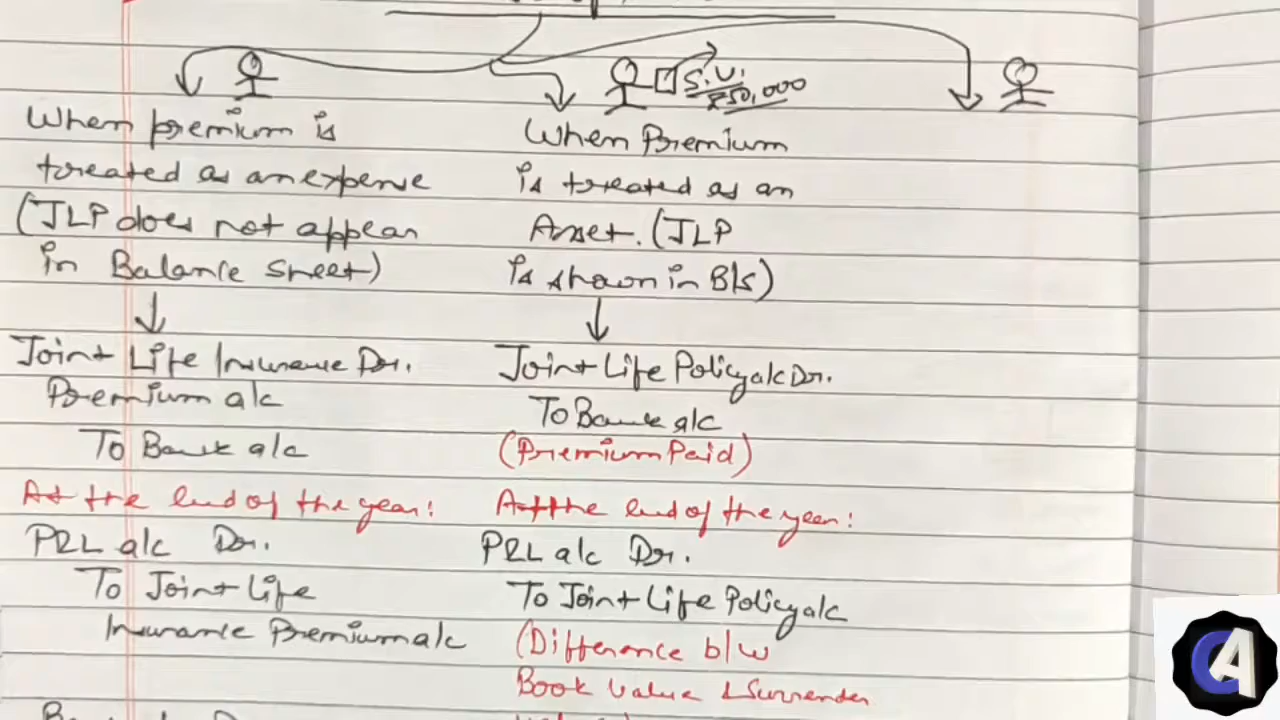 S.V.
₹50,000
When premium is
treated as an expense
(JLP does not appear
in Balance sheet)
Joint Life Insurance Dr.
Premium a/c
To Bank a/c
At the end of the year:
P&L a/c Dr.
To Joint Life
Insurance Premium a/c
When Premium
is treated as an
Asset. (JLP
is shown in B/s)
Joint Life Policy a/c Dr.
To Bank a/c
(Premium Paid)
At the end of the year:
P&L a/c Dr.
To Joint Life Policy a/c
(Difference b/w
Book Value & Surrender
CA